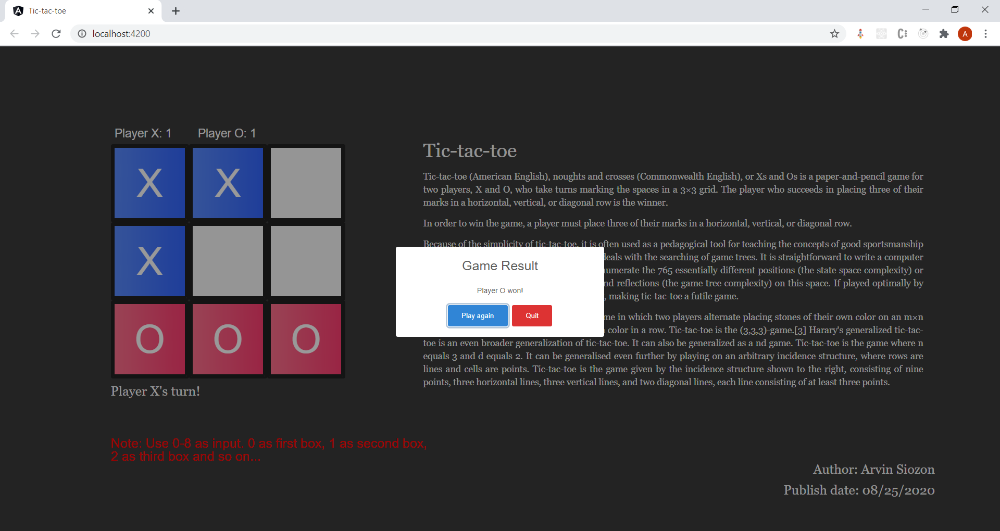 Tic-tac-toe
localhost:4200
A
Player X: 1 Player O: 1
X X
X
O O O
Player X's turn!
Note: Use 0-8 as input. 0 as first box, 1 as second box,
2 as third box and so on...
Tic-tac-toe
Tic-tac-toe (American English), noughts and crosses (Commonwealth English), or Xs and Os is a paper-and-pencil game for
two players, X and O, who take turns marking the spaces in a 3×3 grid. The player who succeeds in placing three of their
marks in a horizontal, vertical, or diagonal row is the winner.
In order to win the game, a player must place three of their marks in a horizontal, vertical, or diagonal row.
Because of the simplicity of tic-tac-toe, it is often used as a pedagogical tool for teaching the concepts of good sportsmanship
with the searching of game trees. It is straightforward to write a computer
the 765 essentially different positions (the state space complexity) or
reflections (the game tree complexity) on this space. If played optimally by
, making tic-tac-toe a futile game.
in which two players alternate placing stones of their own color on an m×n
color in a row. Tic-tac-toe is the (3,3,3)-game.[3] Harary's generalized tic-tac-
toe is an even broader generalization of tic-tac-toe. It can also be generalized as a nd game. Tic-tac-toe is the game where n
equals 3 and d equals 2. It can be generalised even further by playing on an arbitrary incidence structure, where rows are
lines and cells are points. Tic-tac-toe is the game given by the incidence structure shown to the right, consisting of nine
points, three horizontal lines, three vertical lines, and two diagonal lines, each line consisting of at least three points.
Game Result
Player O won!
Play again Quit
Author: Arvin Siozon
Publish date: 08/25/2020